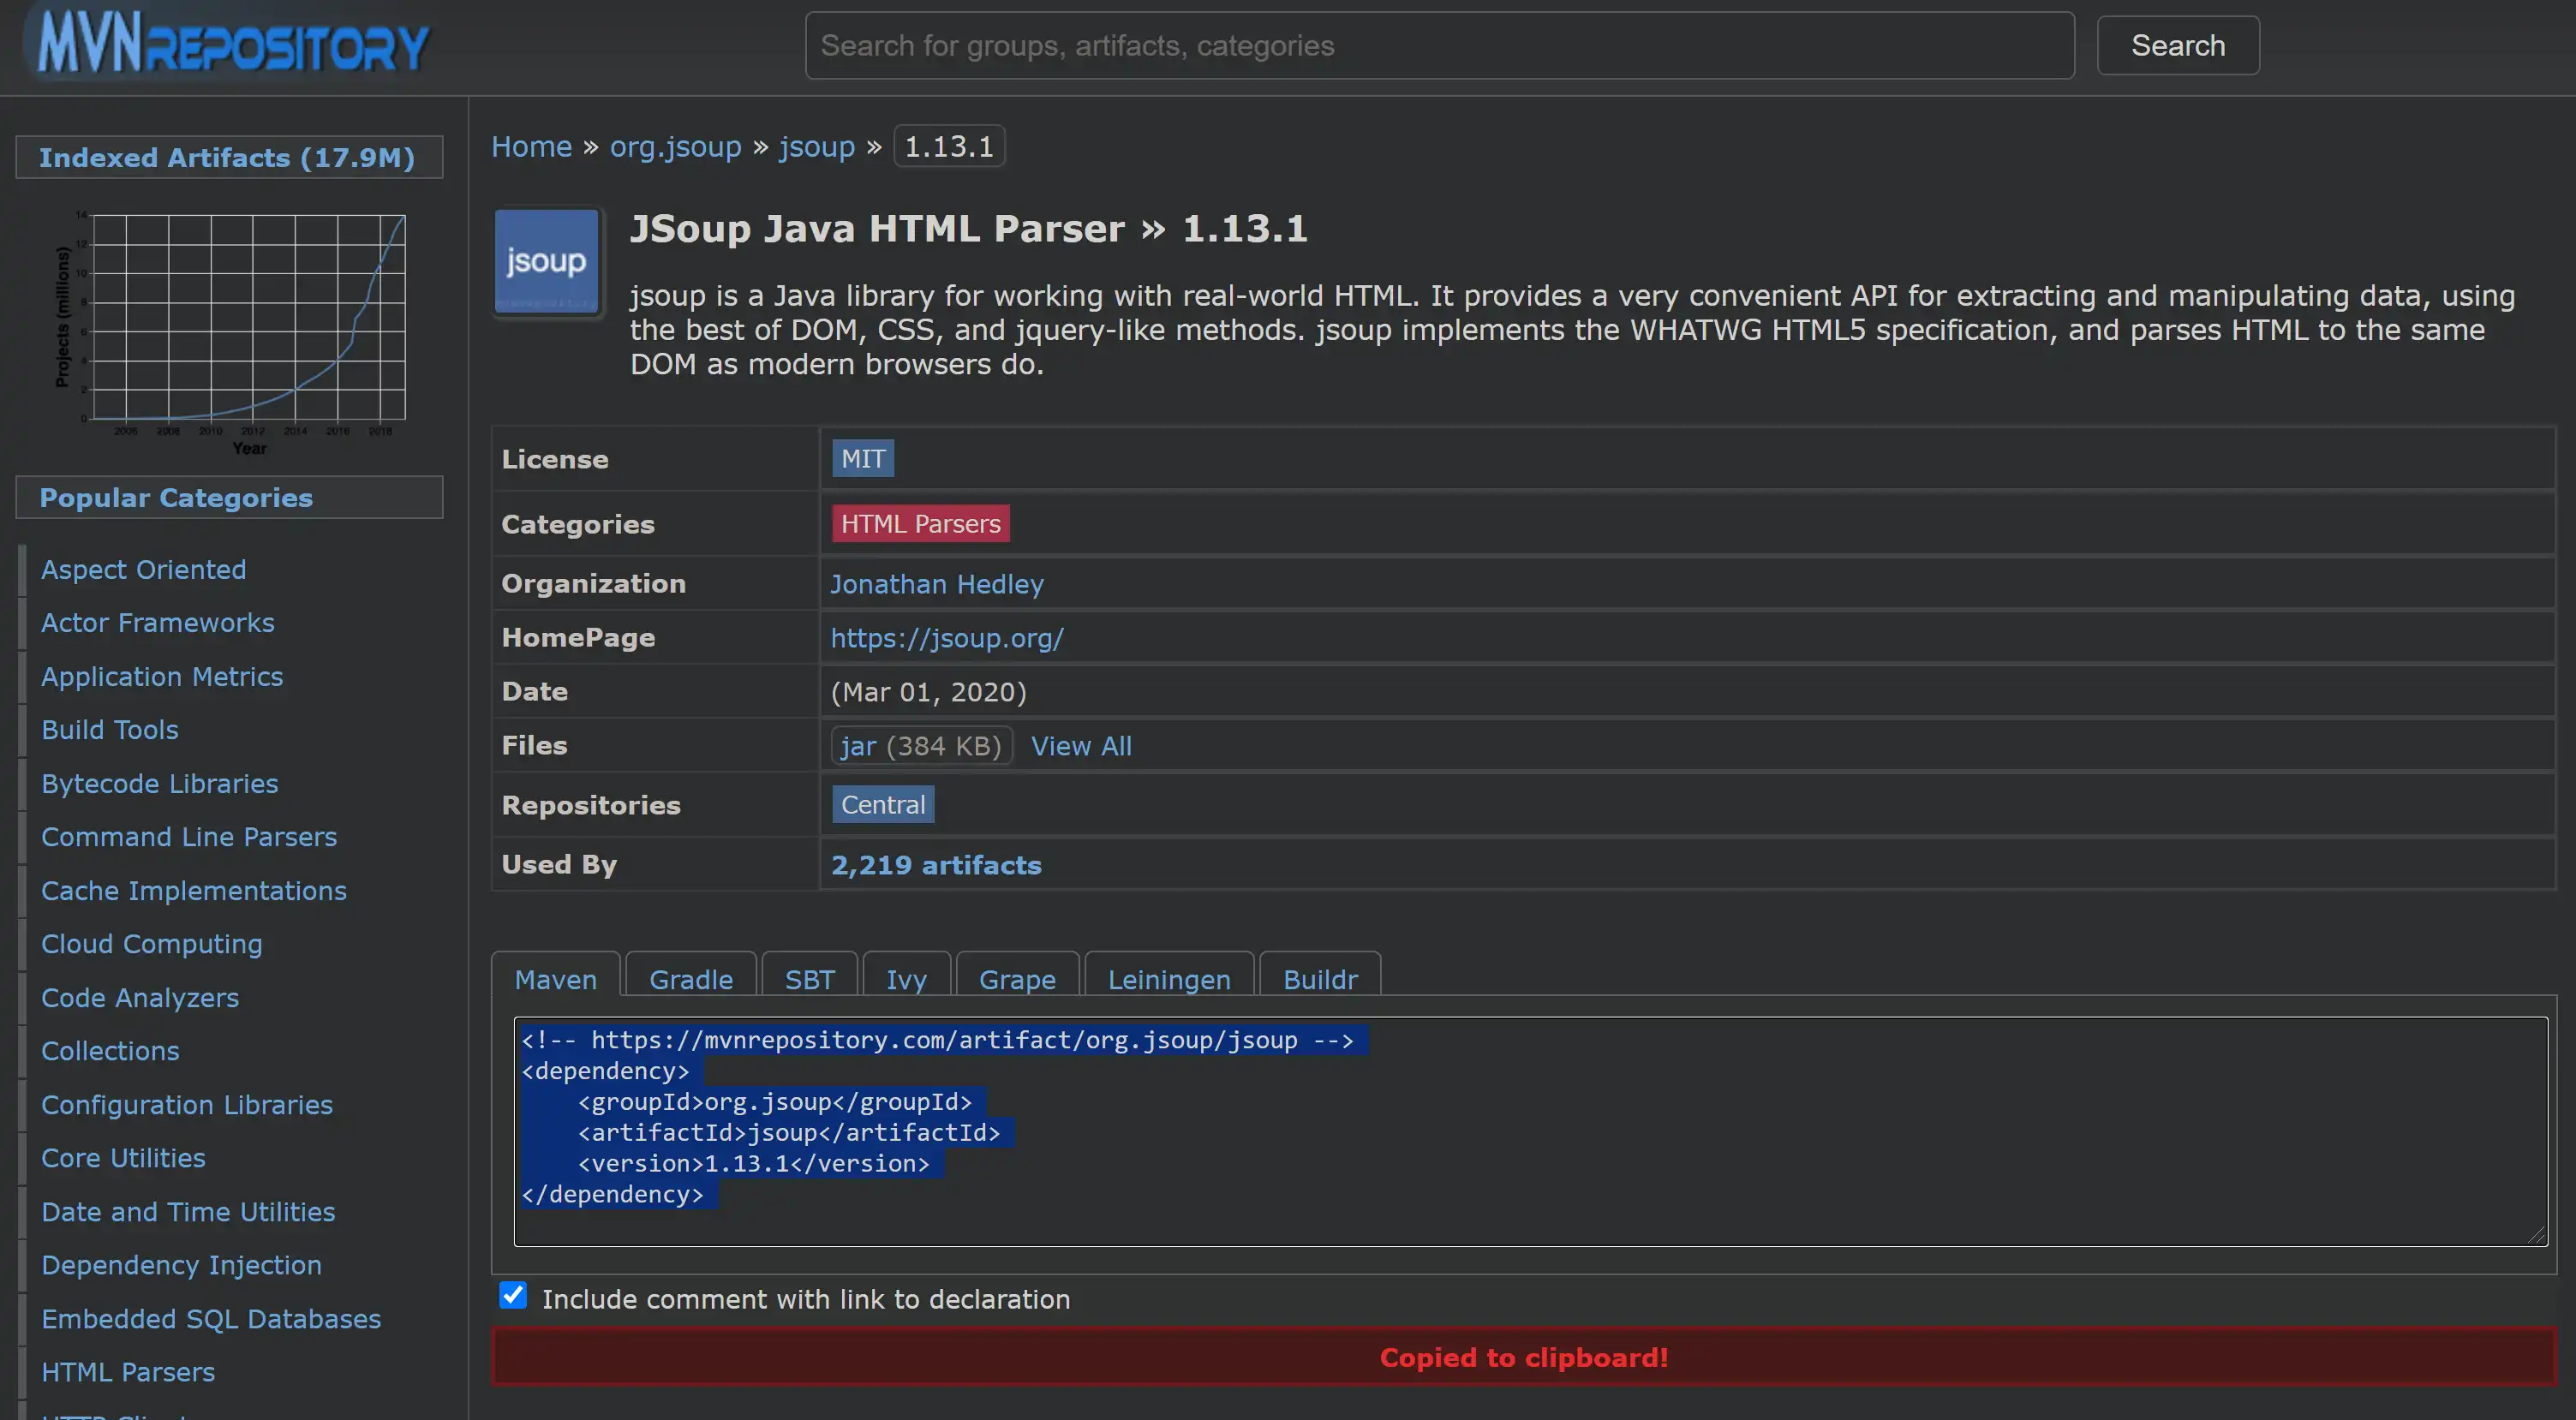 MVNREPOSITORY
Search for groups, artifacts, categories
Search
Indexed Artifacts (17.9M)
14
12
10
8
6
4
2
0
Projects (millions)
2006 2008 2010 2012 2014 2016 2018
Year
Popular Categories
Aspect Oriented
Actor Frameworks
Application Metrics
Build Tools
Bytecode Libraries
Command Line Parsers
Cache Implementations
Cloud Computing
Code Analyzers
Collections
Configuration Libraries
Core Utilities
Date and Time Utilities
Dependency Injection
Embedded SQL Databases
HTML Parsers
Home » org.jsoup » jsoup » 1.13.1
jsoup
JSoup Java HTML Parser » 1.13.1
jsoup is a Java library for working with real-world HTML. It provides a very convenient API for extracting and manipulating data, using
the best of DOM, CSS, and jquery-like methods. jsoup implements the WHATWG HTML5 specification, and parses HTML to the same
DOM as modern browsers do.
License MIT
Categories HTML Parsers
Organization Jonathan Hedley
HomePage https://jsoup.org/
Date (Mar 01, 2020)
Files jar (384 KB) View All
Repositories Central
Used By 2,219 artifacts
Maven Gradle SBT Ivy Grape Leiningen Buildr
<!-- https://mvnrepository.com/artifact/org.jsoup/jsoup -->
<dependency>
    <groupId>org.jsoup</groupId>
    <artifactId>jsoup</artifactId>
    <version>1.13.1</version>
</dependency>
Include comment with link to declaration
Copied to clipboard!